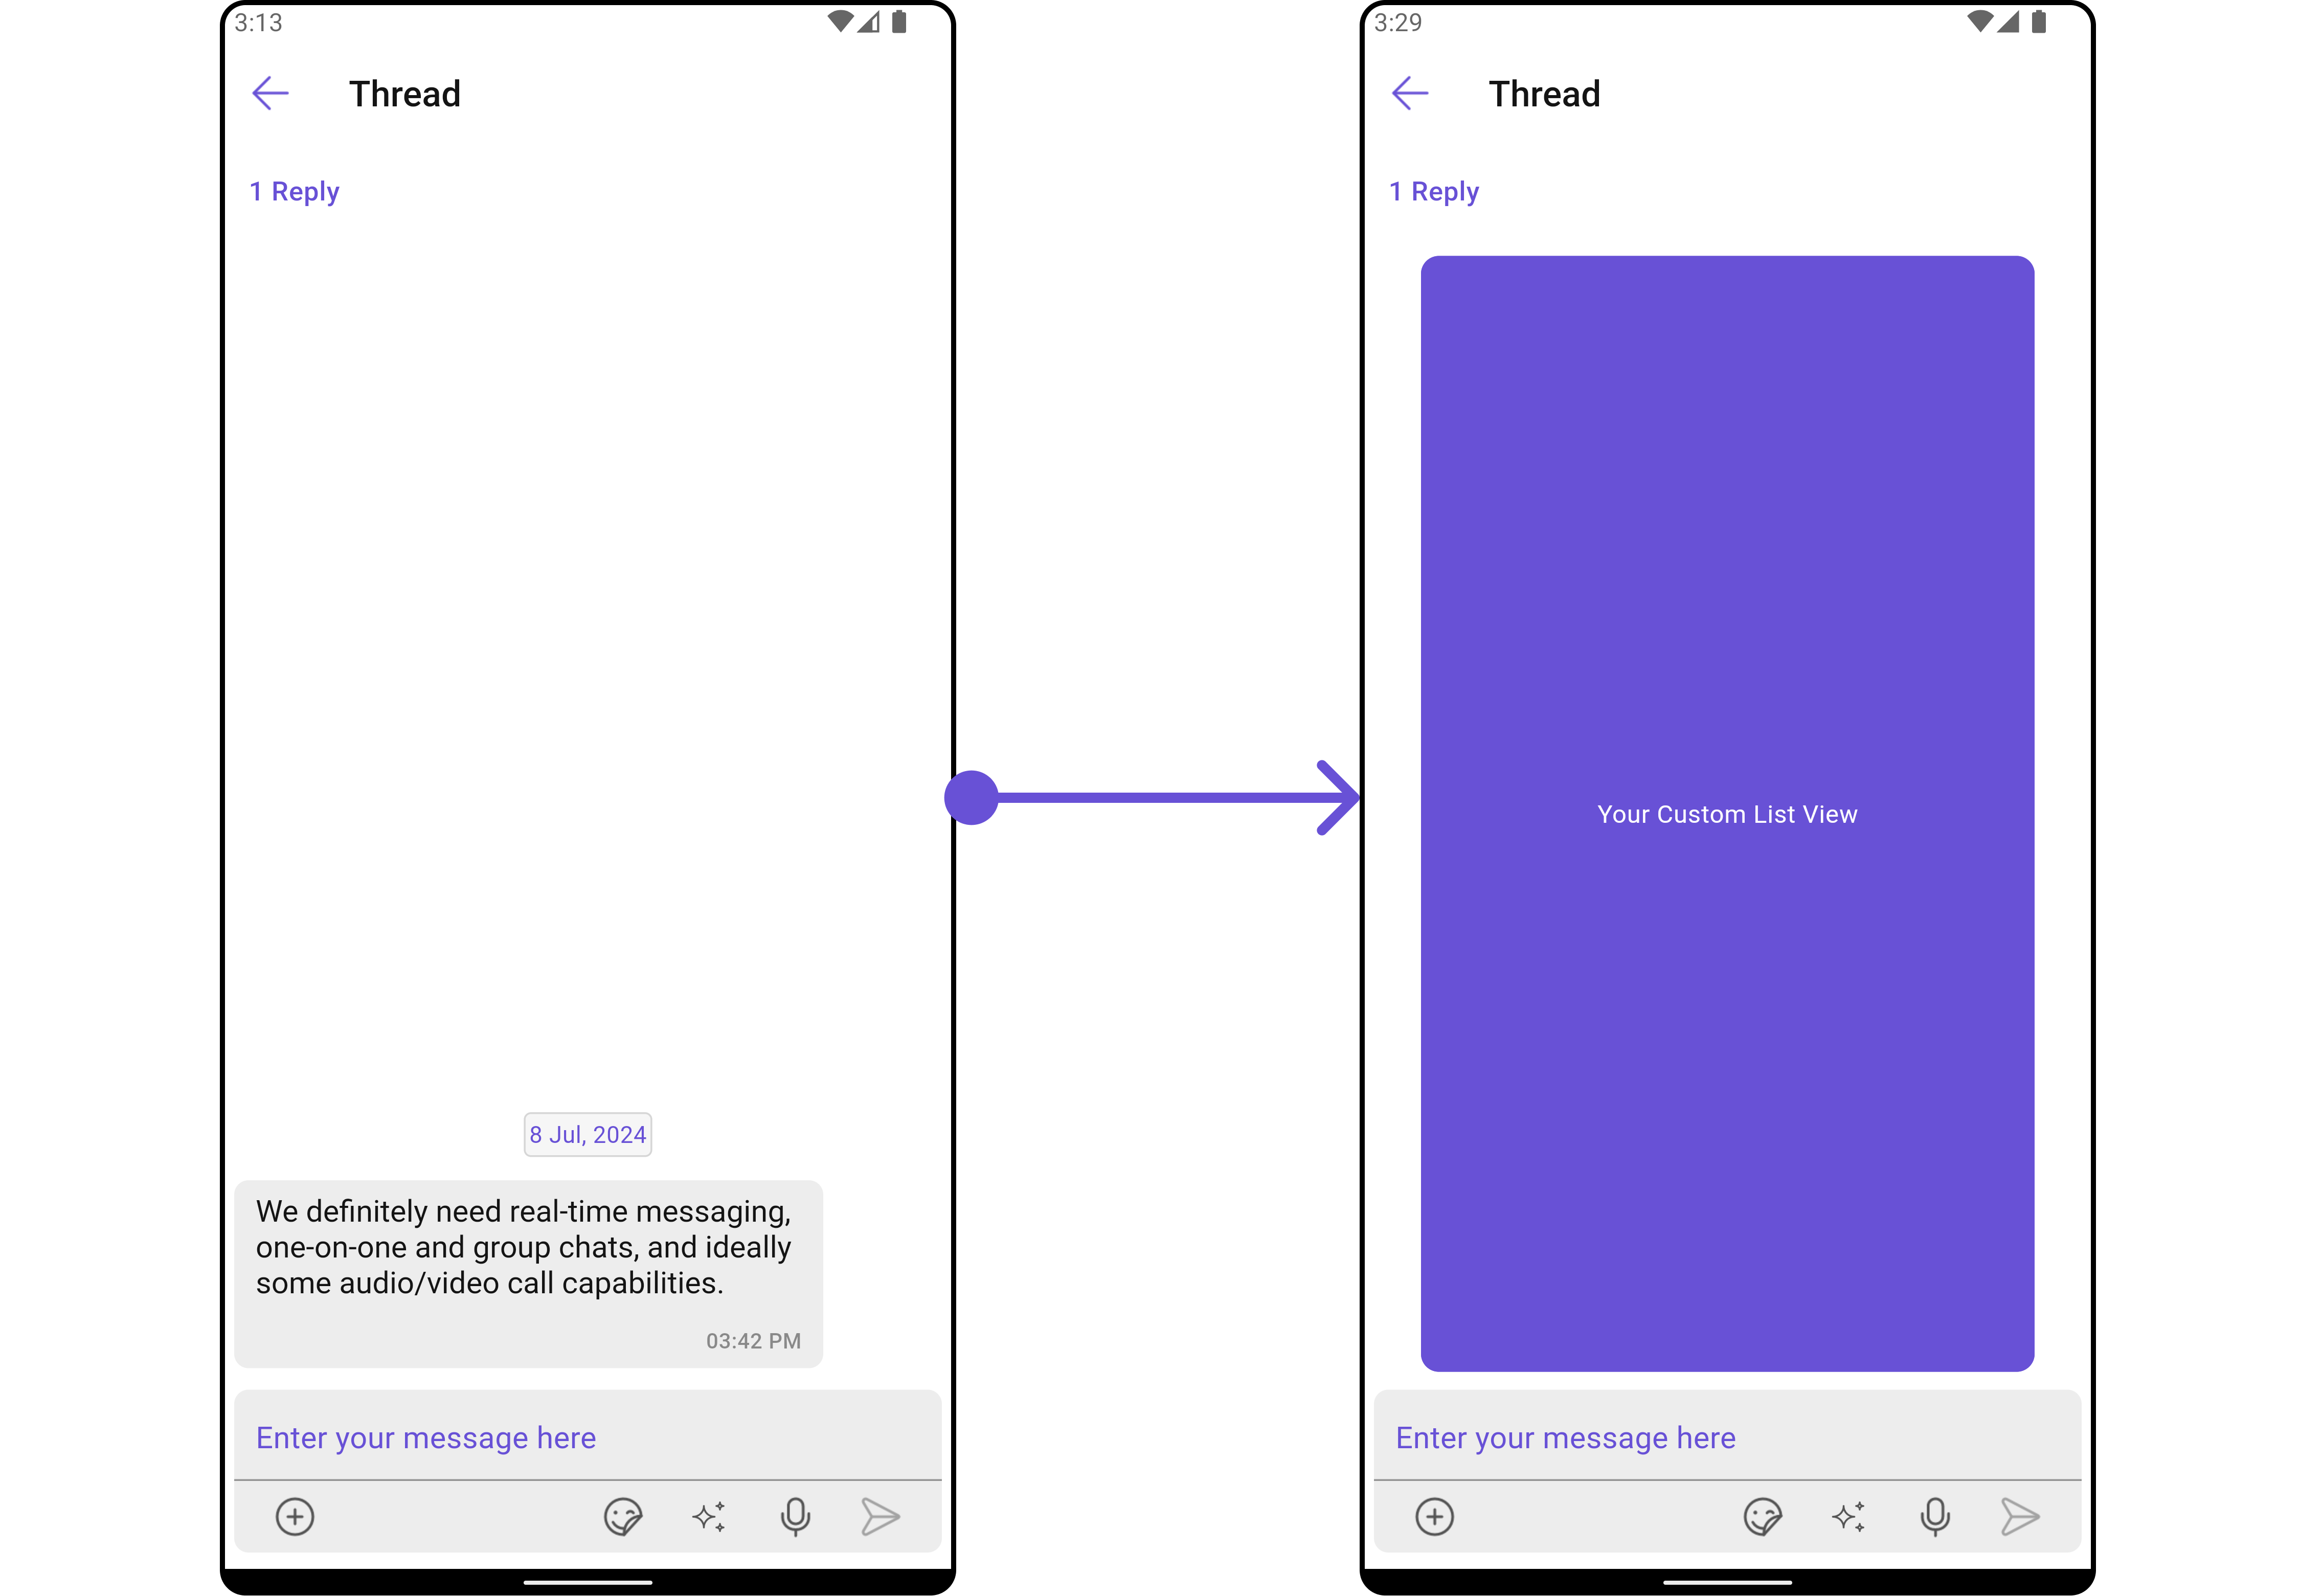 3:13
Thread
1 Reply
8 Jul, 2024
We definitely need real-time messaging,
one-on-one and group chats, and ideally
some audio/video call capabilities.
03:42 PM
Enter your message here
3:29
Thread
1 Reply
Your Custom List View
Enter your message here